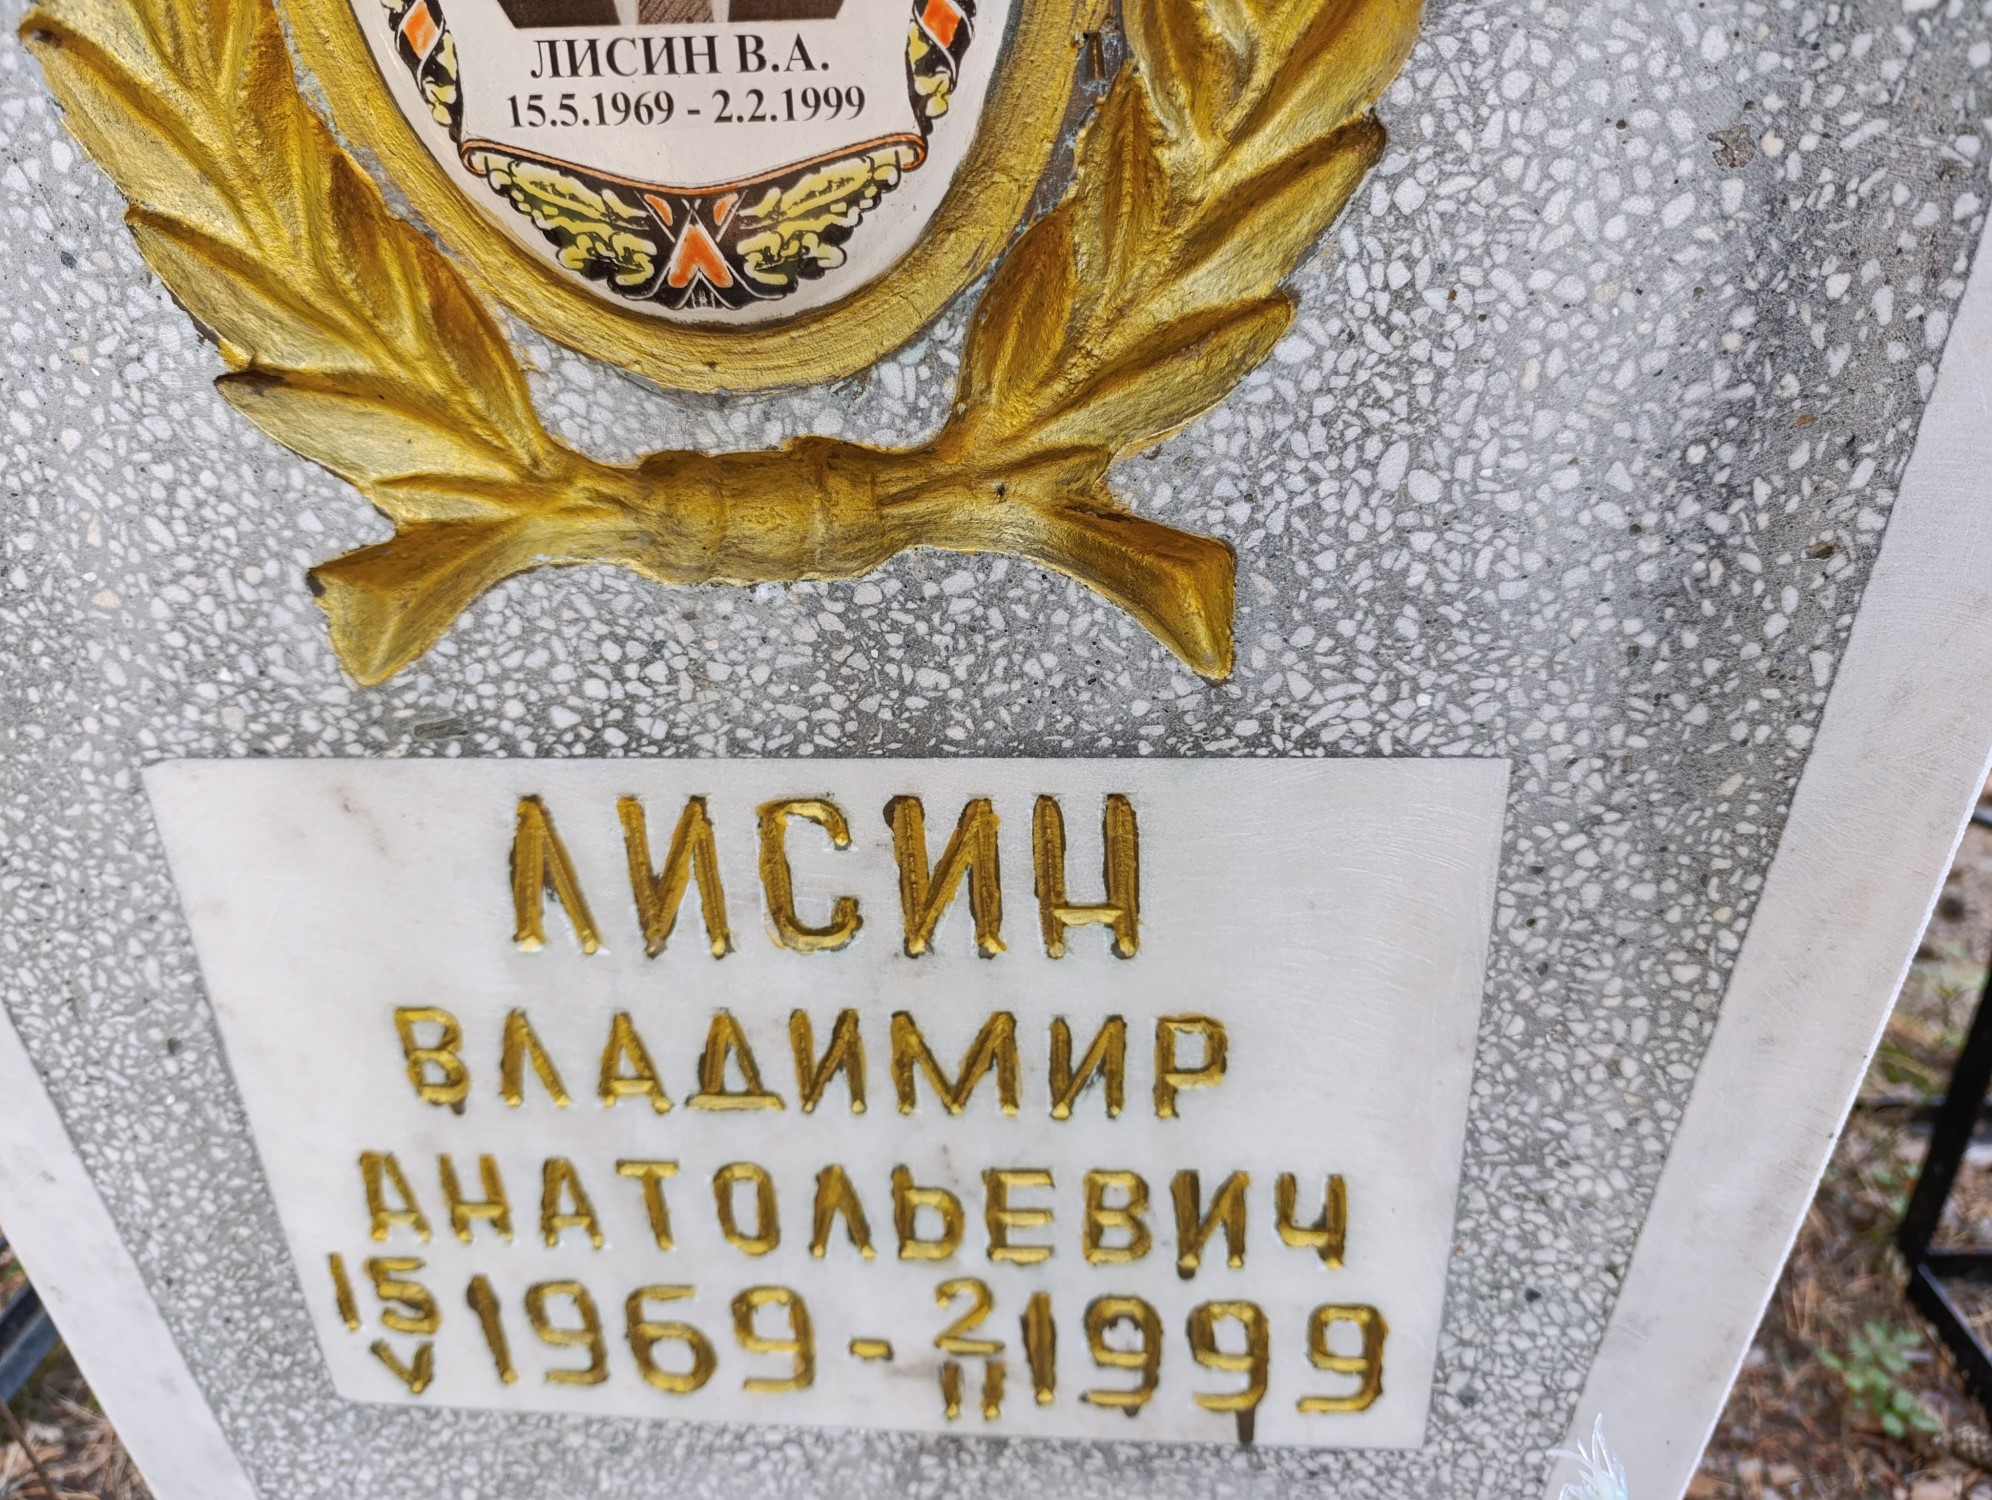 ЛИСИН В.А.
15.5.1969 - 2.2.1999
ЛИСИН
ВЛАДИМИР
АНАТОЛЬЕВИЧ
15/V 1969 - 2/II 1999